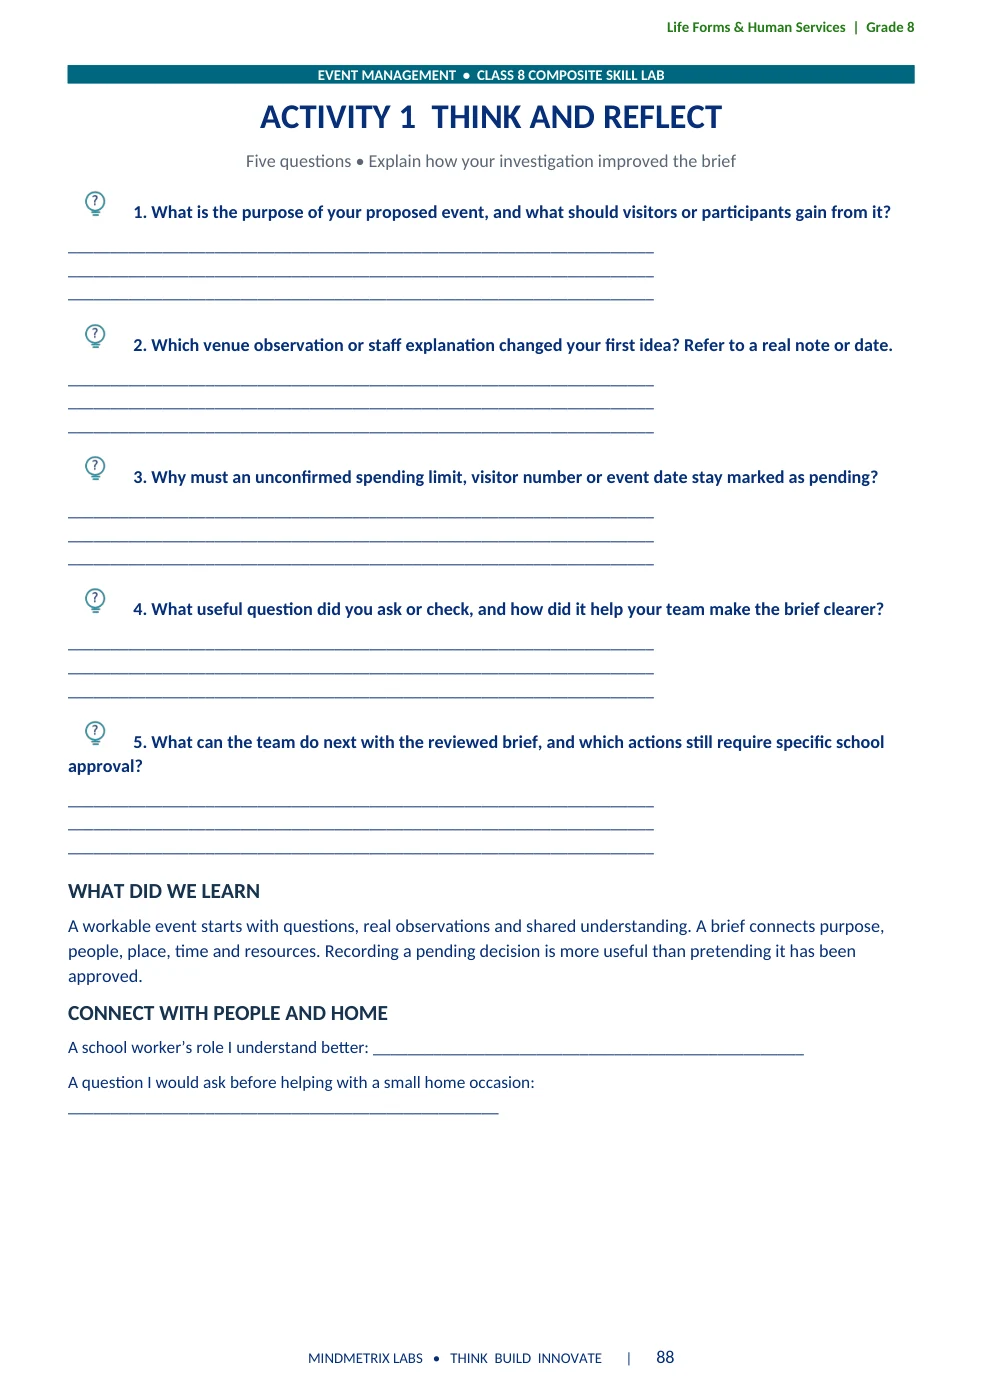 Life Forms & Human Services | Grade 8
EVENT MANAGEMENT ● CLASS 8 COMPOSITE SKILL LAB
ACTIVITY 1 THINK AND REFLECT
Five questions • Explain how your investigation improved the brief
? 1. What is the purpose of your proposed event, and what should visitors or participants gain from it?
? 2. Which venue observation or staff explanation changed your first idea? Refer to a real note or date.
? 3. Why must an unconfirmed spending limit, visitor number or event date stay marked as pending?
? 4. What useful question did you ask or check, and how did it help your team make the brief clearer?
? 5. What can the team do next with the reviewed brief, and which actions still require specific school
approval?
WHAT DID WE LEARN
A workable event starts with questions, real observations and shared understanding. A brief connects purpose,
people, place, time and resources. Recording a pending decision is more useful than pretending it has been
approved.
CONNECT WITH PEOPLE AND HOME
A school worker's role I understand better: ____________________
A question I would ask before helping with a small home occasion:
MINDMETRIX LABS ● THINK BUILD INNOVATE | 88